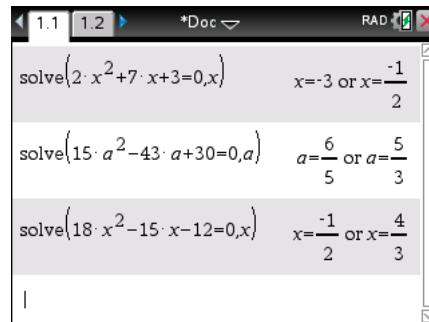 1.1 1.2 *Doc RAD
solve(2·x²+7·x+3=0,x) x=-3 or x=-1/2
solve(15·a²-43·a+30=0,a) a=6/5 or a=5/3
solve(18·x²-15·x-12=0,x) x=-1/2 or x=4/3